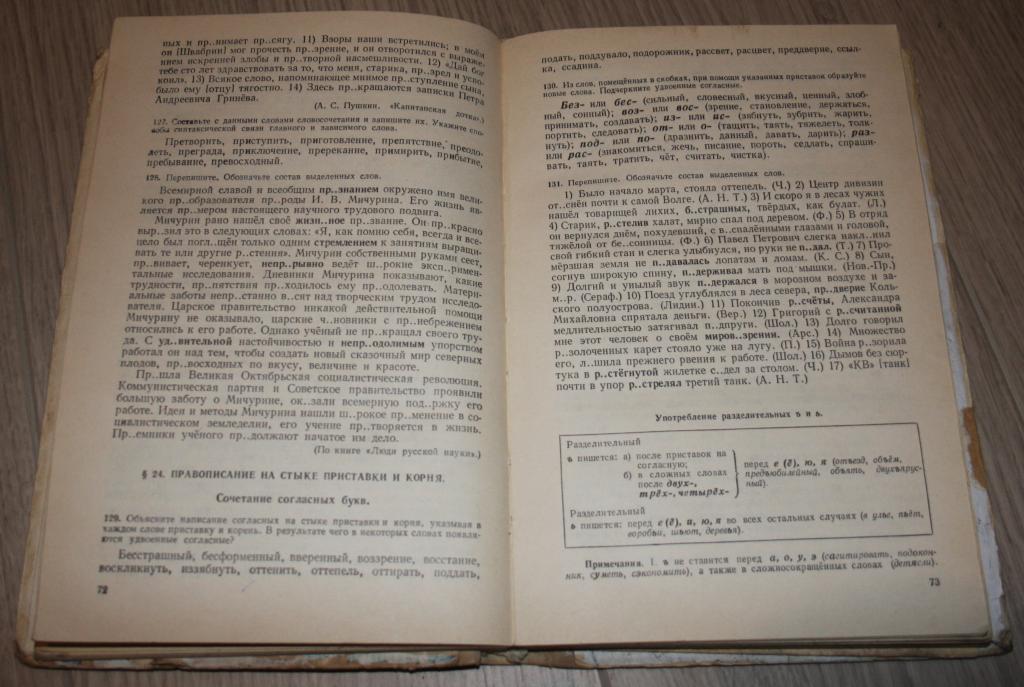 ных и пр..нимает пр..сягу. 11) Взоры наши встретились; в моём
он [Швабрин] мог прочесть пр..зрение, и он отворотился с выраже-
нием искренней злобы и пр..творной насмешливости. 12) «Дай бог
тебе сто лет здравствовать за то, что меня, старика, пр..зрел и успо-
коил». 13) Всякое слово, напоминающее мнимое пр..ступление сына,
было ему [отцу] тягостно. 14) Здесь пр..кращаются записки Петра
Андреевича Гринёва.
(А. С. Пушкин. «Капитанская
дочка».)
127. Составьте с данными словами словосочетания и запишите их. Укажите спо-
собы синтаксической связи главного и зависимого слова.
Претворить, приступить, приготовление, препятствие, преодо-
леть, преграда, приключение, пререкание, примирить, прибытие,
пребывание, превосходный.
128. Перепишите. Обозначьте состав выделенных слов.
Всемирной славой и всеобщим пр..знанием окружено имя вели-
кого пр..образователя пр..роды И. В. Мичурина. Его жизнь яв-
ляется пр..мером настоящего научного трудового подвига.
Мичурин рано нашёл своё жизн..ное пр..звание. Он пр..красно
выр..зил это в следующих словах: «Я, как помню себя, всегда и все-
цело был погл..щён только одним стремлением к занятиям выращи-
вать те или другие р..стения». Мичурин собственными руками сеет,
пр..вивает, черенкует, непр..рывно ведёт ш..рокие эксп..римен-
тальные исследования. Дневники Мичурина показывают, какие
трудности, пр..пятствия пр..ходилось ему пр..одолевать. Матери-
альные заботы непр..станно в..сят над творческим трудом исследо-
вателя. Царское правительство никакой действительной помощи
Мичурину не оказывало, царские ч..новники с пр..небрежением
относились к его работе. Однако учёный не пр..кращал своего тру-
да. С уд..вительной настойчивостью и непр..одолимым упорством
работал он над тем, чтобы создать новый сказочный мир северных
плодов, пр..восходных по вкусу, величине и красоте.
Пр..шла Великая Октябрьская социалистическая революция.
Коммунистическая партия и Советское правительство проявили
большую заботу о Мичурине, ок..зали всемерную под..ржку его
работе. Идеи и методы Мичурина нашли ш..рокое пр..менение в со-
циалистическом земледелии, его учение пр..творяется в жизнь.
Пр..емники учёного пр..должают начатое им дело.
(По книге «Люди русской науки».)
§ 24. ПРАВОПИСАНИЕ НА СТЫКЕ ПРИСТАВКИ И КОРНЯ.
Сочетание согласных букв.
129. Объясните написание согласных на стыке приставки и корня, указывая в
каждом слове приставку и корень. В результате чего в некоторых словах появля-
ются удвоенные согласные?
Бесстрашный, бесформенный, вверенный, воззрение, восстание,
воскликнуть, иззябнуть, оттенить, оттепель, оттирать, поддать,
72
подать, поддувало, подорожник, рассвет, расцвет, преддверие, ссыл-
ка, ссадина.
130. Из слов, помещённых в скобках, при помощи указанных приставок образуйте
новые слова. Подчеркните удвоенные согласные.
Без- или бес- (сильный, словесный, вкусный, ценный, злоб-
ный, сонный); воз- или вос- (зрение, становление, держаться,
принимать, создавать); из- или ис- (зябнуть, зубрить, жарить,
портить, следовать); от- или о- (тащить, таять, тяжелеть, толк-
нуть); под- или по- (дразнить, данный, давать, дарить); раз-
или рас- (знакомиться, жечь, писание, пороть, седлать, спраши-
вать, таять, тратить, чёт, считать, чистка).
131. Перепишите. Обозначьте состав выделенных слов.
1) Было начало марта, стояла оттепель. (Ч.) 2) Центр дивизии
от..снён почти к самой Волге. (А. Н. Т.) 3) И скоро я в лесах чужих
нашёл товарищей лихих, б..страшных, твёрдых, как булат. (Л.)
4) Старик, р..стелив халат, мирно спал под деревом. (Ф.) 5) В отряд
он вернулся днём, похудевший, с в..спалёнными глазами и головой,
тяжёлой от бе..сонницы. (Ф.) 6) Павел Петрович слегка накл..нил
свой гибкий стан и слегка улыбнулся, но руки не п..дал. (Т.) 7) Про-
мёрзшая земля не п..давалась лопатам и ломам. (К. С.) 8) Сын,
согнув широкую спину, п..держивал мать под мышки. (Нов.-Пр.)
9) Долгий и унылый звук п..держался в морозном воздухе и за-
м..р. (Сераф.) 10) Поезд углублялся в леса севера, пр..дверие Коль-
ского полуострова. (Лидин.) 11) Покончив р..счёты, Александра
Михайловна спрятала деньги. (Вер.) 12) Григорий с р..считанной
медлительностью затягивал п..дпруги. (Шол.) 13) Долго говорил
мне этот человек о своём миров..зрении. (Арс.) 14) Множество
р..золоченных карет стояло уже на лугу. (П.) 15) Война р..зорила
его, л..шила прежнего рвения к работе. (Шол.) 16) Дымов без сюр-
тука в р..стёгнутой жилетке с..дел за столом. (Ч.) 17) «КВ» [танк]
почти в упор р..стрелял третий танк. (А. Н. Т.)
Употребление разделительных ъ и ь.
Разделительный
ъ пишется: а) после приставок на
согласную;
б) в сложных словах
после двух-,
трёх-, четырёх-
перед е (ё), ю, я (отъезд, объём,
предъюбилейный, объять, двухъярус-
ный).
Разделительный
ь пишется: перед е (ё), и, ю, я во всех остальных случаях (в улье, пьёт,
воробьи, шьют, деревья).
Примечания. 1. ъ не ставится перед а, о, у, э (сагитировать, подокон-
ник, суметь, сэкономить), а также в сложносокращённых словах (детясли).
73